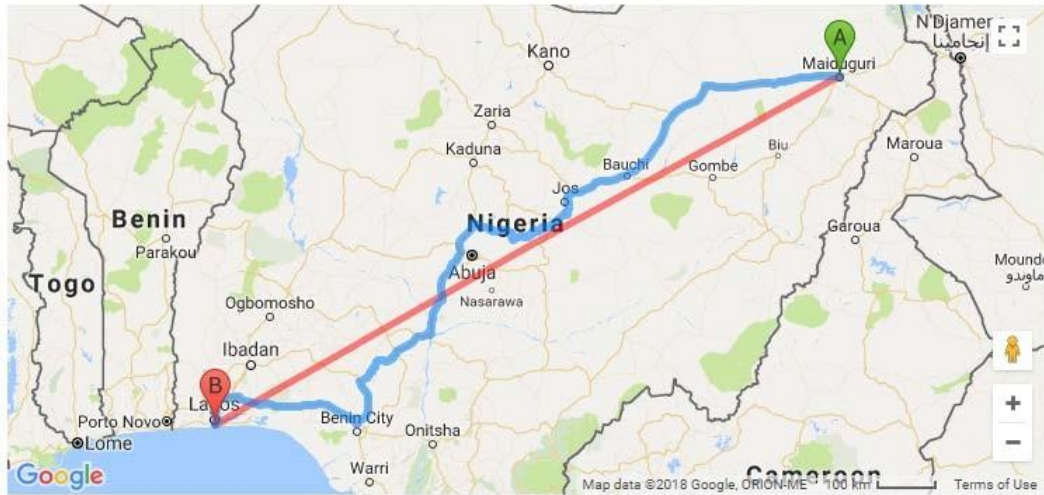 N'Djamena
إنجامينا
A
Maiduguri
Kano
Zaria
Kaduna
Maroua
Biu
Bauchi
Gombe
Jos
Benin
Nigeria
Parakou
Garoua
Abuja
Togo
Nasarawa
Ogbomosho
Ibadan
B
Lagos
Porto Novo
Benin City
Onitsha
Lome
Warri
Cameroon
Google
Map data ©2018 Google, ORION-ME
100 km
Terms of Use
+
−